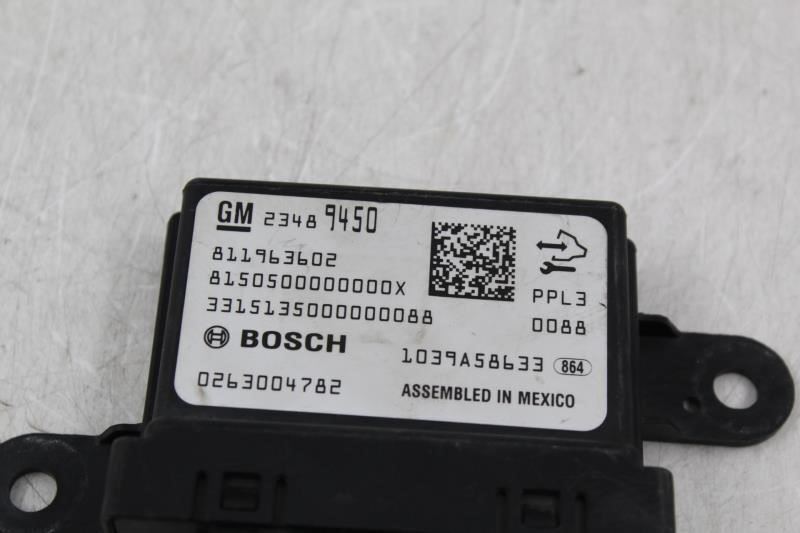 GM 23489450
811963602
8150500000000X
3315135000000088
PPL3
0088
BOSCH
1039A58633 864
0263004782
ASSEMBLED IN MEXICO